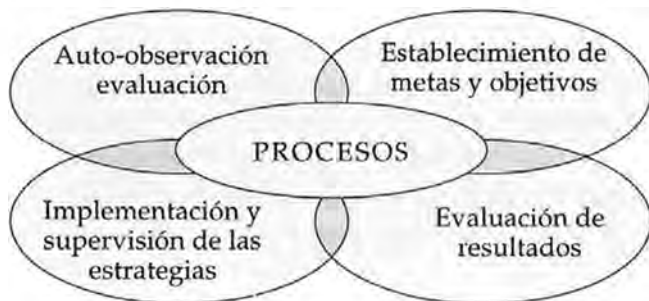 Auto-observación
evaluación
Establecimiento de
metas y objetivos
PROCESOS
Implementación y
supervisión de las
estrategias
Evaluación de
resultados